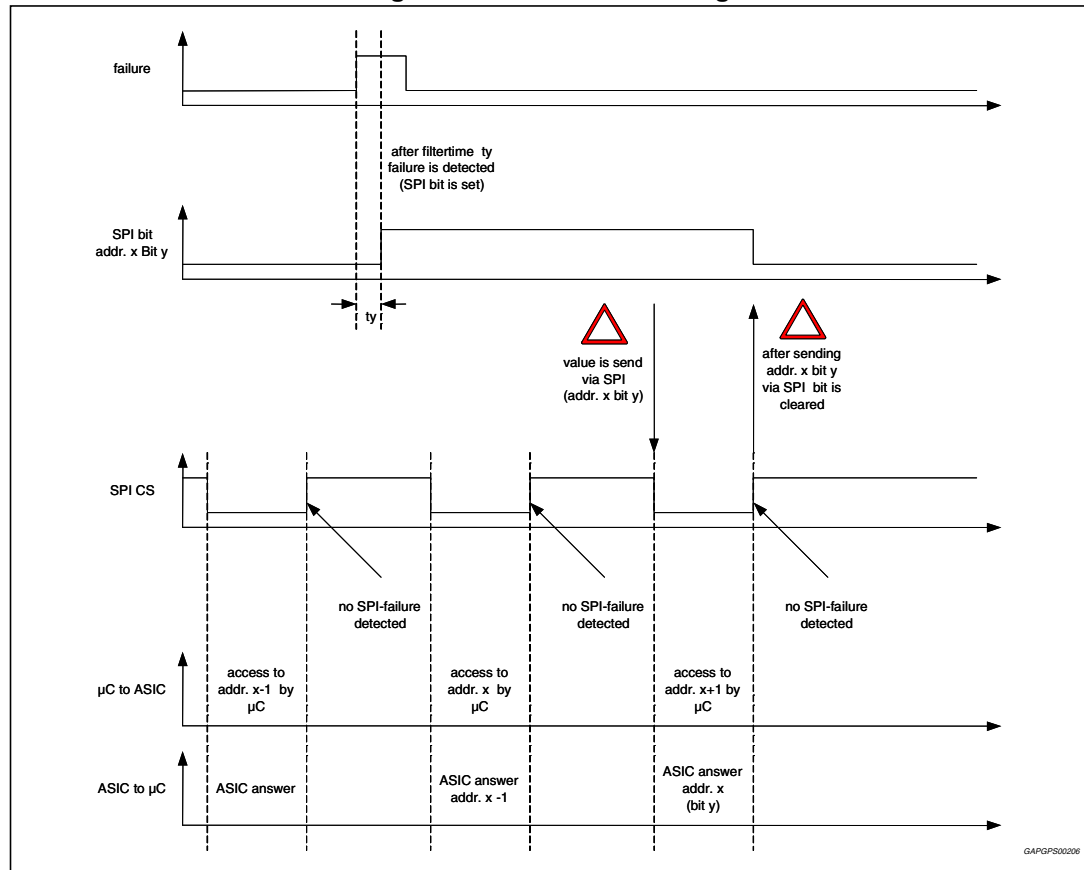 failure
after filtertime ty
failure is detected
(SPI bit is set)
SPI bit
addr. x Bit y
ty
value is send
via SPI
(addr. x bit y)
after sending
addr. x bit y
via SPI bit is
cleared
SPI CS
no SPI-failure
detected
no SPI-failure
detected
no SPI-failure
detected
µC to ASIC
access to
addr. x-1 by
µC
access to
addr. x by
µC
access to
addr. x+1 by
µC
ASIC to µC
ASIC answer
ASIC answer
addr. x -1
ASIC answer
addr. x
(bit y)
GAPGPS00206